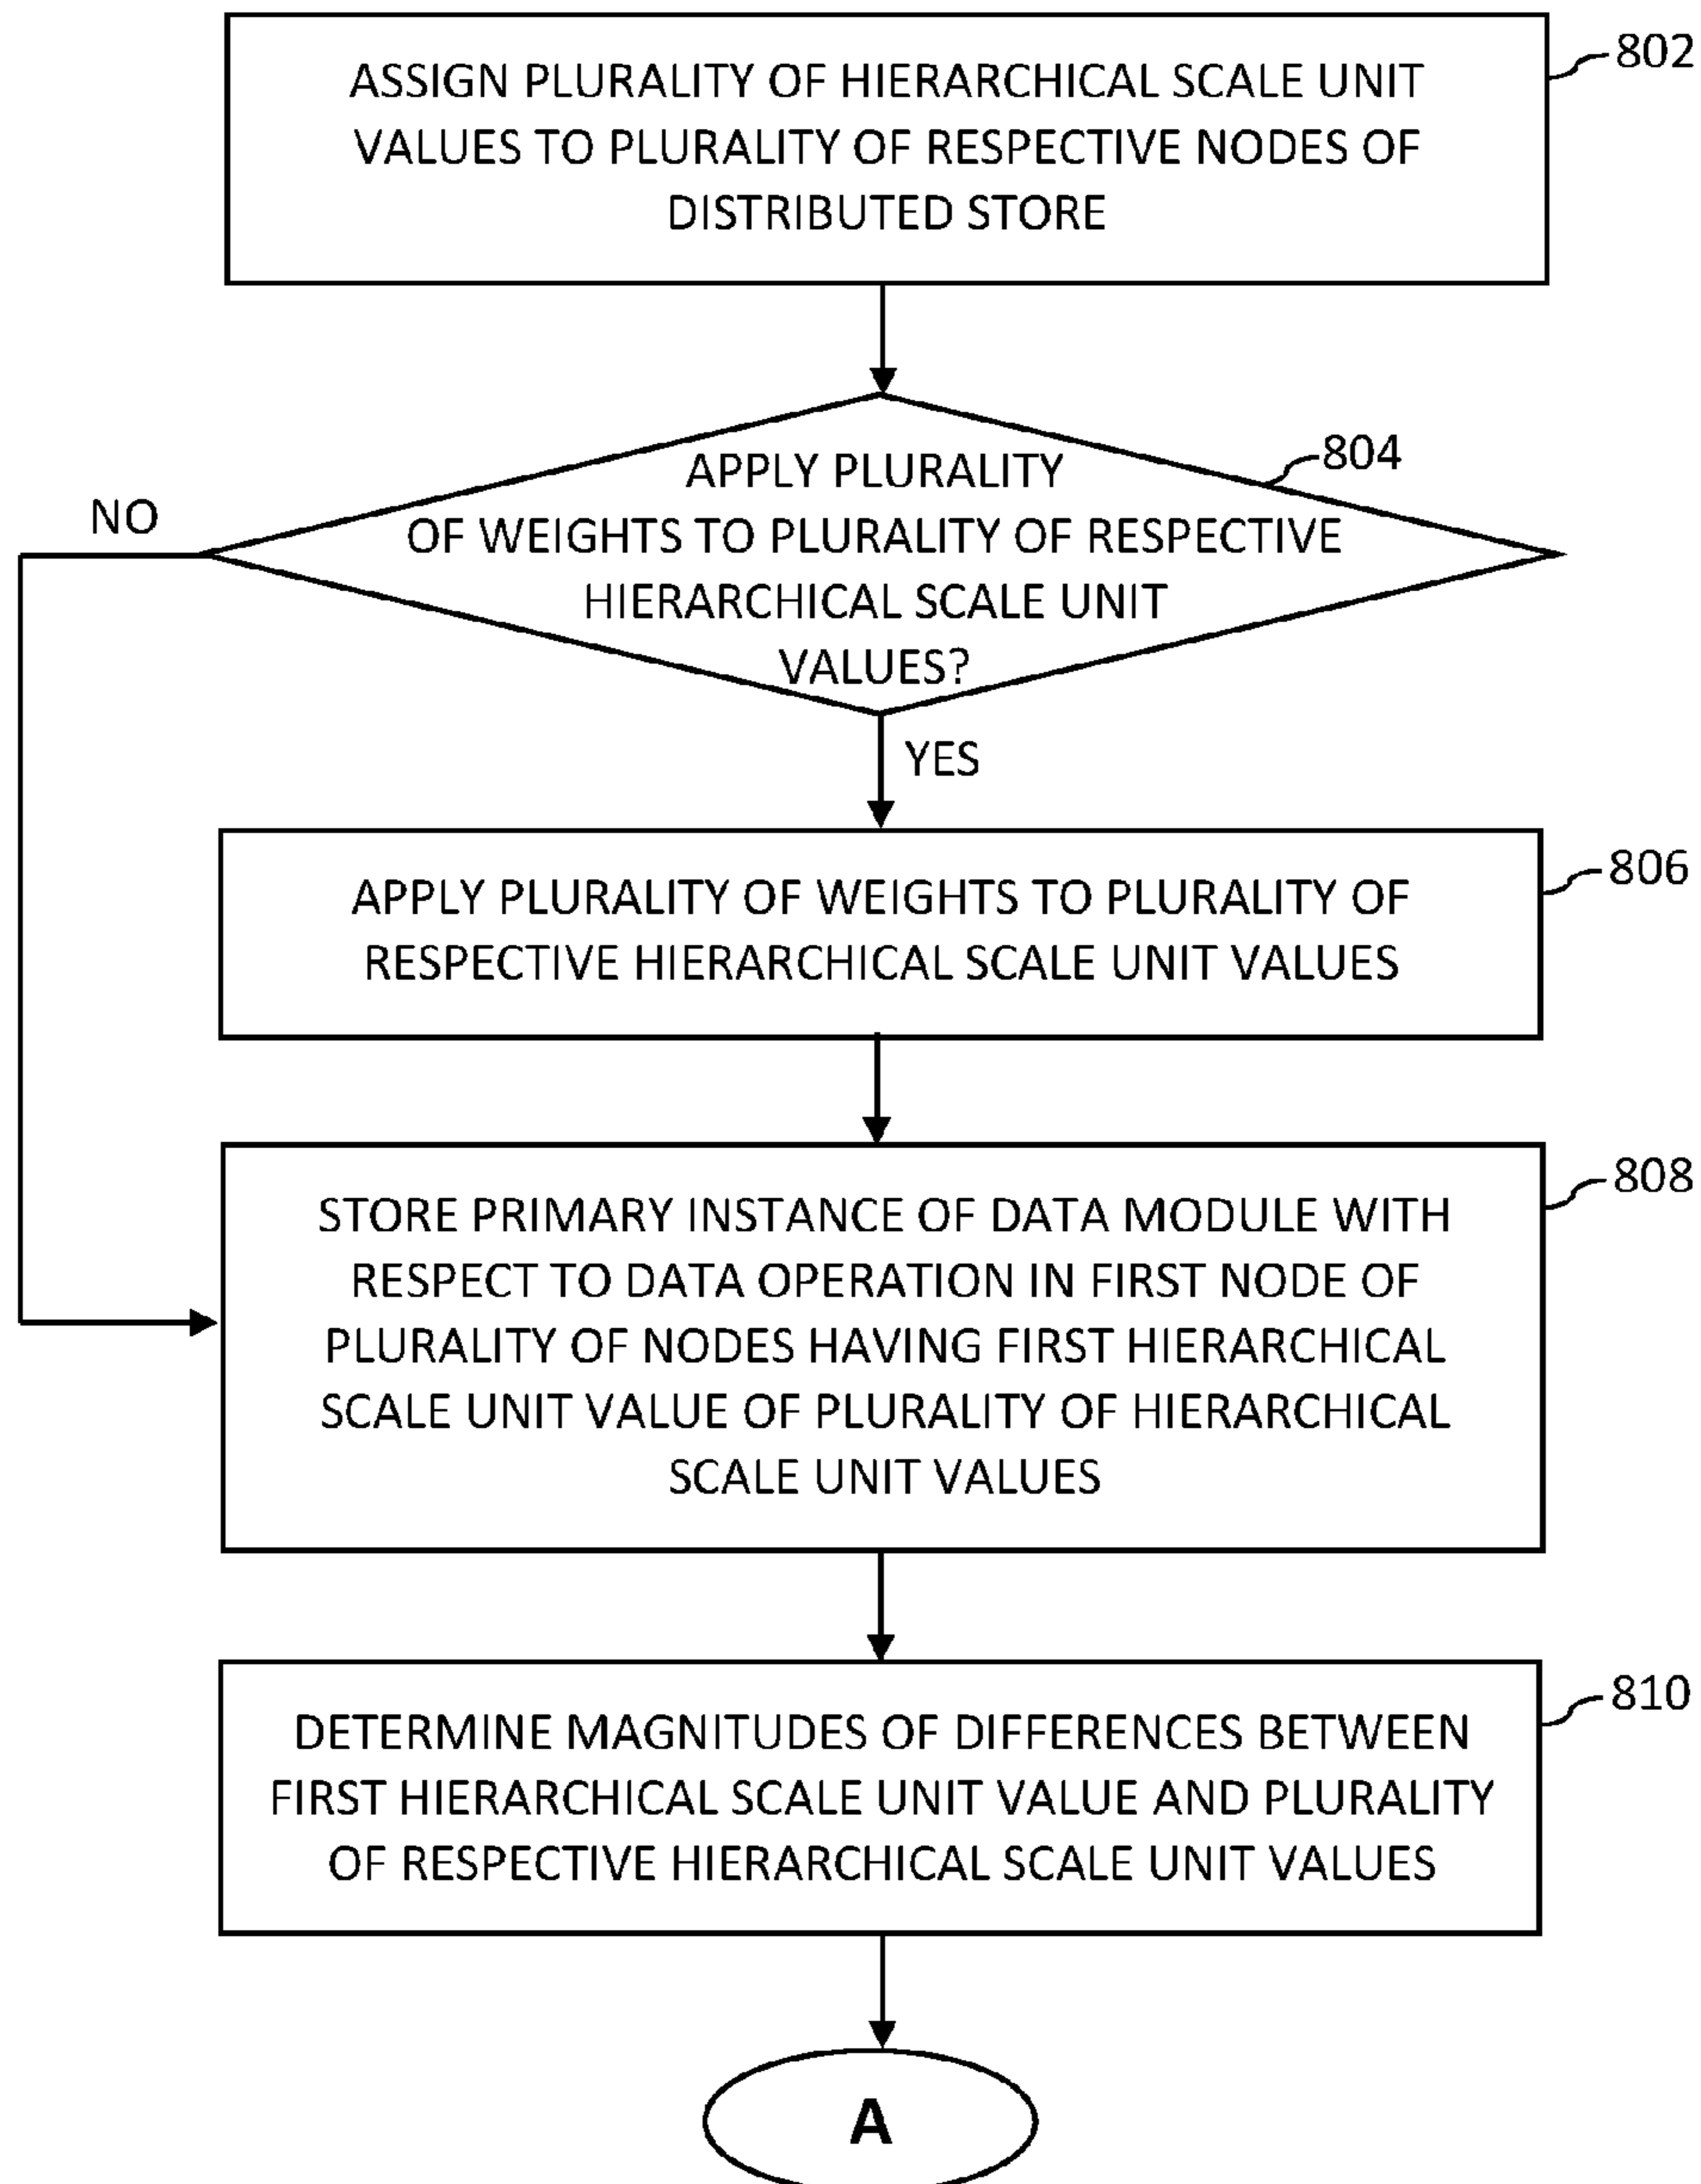 802
ASSIGN PLURALITY OF HIERARCHICAL SCALE UNIT
VALUES TO PLURALITY OF RESPECTIVE NODES OF
DISTRIBUTED STORE
804
APPLY PLURALITY
OF WEIGHTS TO PLURALITY OF RESPECTIVE
HIERARCHICAL SCALE UNIT
VALUES?
NO
YES
806
APPLY PLURALITY OF WEIGHTS TO PLURALITY OF
RESPECTIVE HIERARCHICAL SCALE UNIT VALUES
808
STORE PRIMARY INSTANCE OF DATA MODULE WITH
RESPECT TO DATA OPERATION IN FIRST NODE OF
PLURALITY OF NODES HAVING FIRST HIERARCHICAL
SCALE UNIT VALUE OF PLURALITY OF HIERARCHICAL
SCALE UNIT VALUES
810
DETERMINE MAGNITUDES OF DIFFERENCES BETWEEN
FIRST HIERARCHICAL SCALE UNIT VALUE AND PLURALITY
OF RESPECTIVE HIERARCHICAL SCALE UNIT VALUES
A